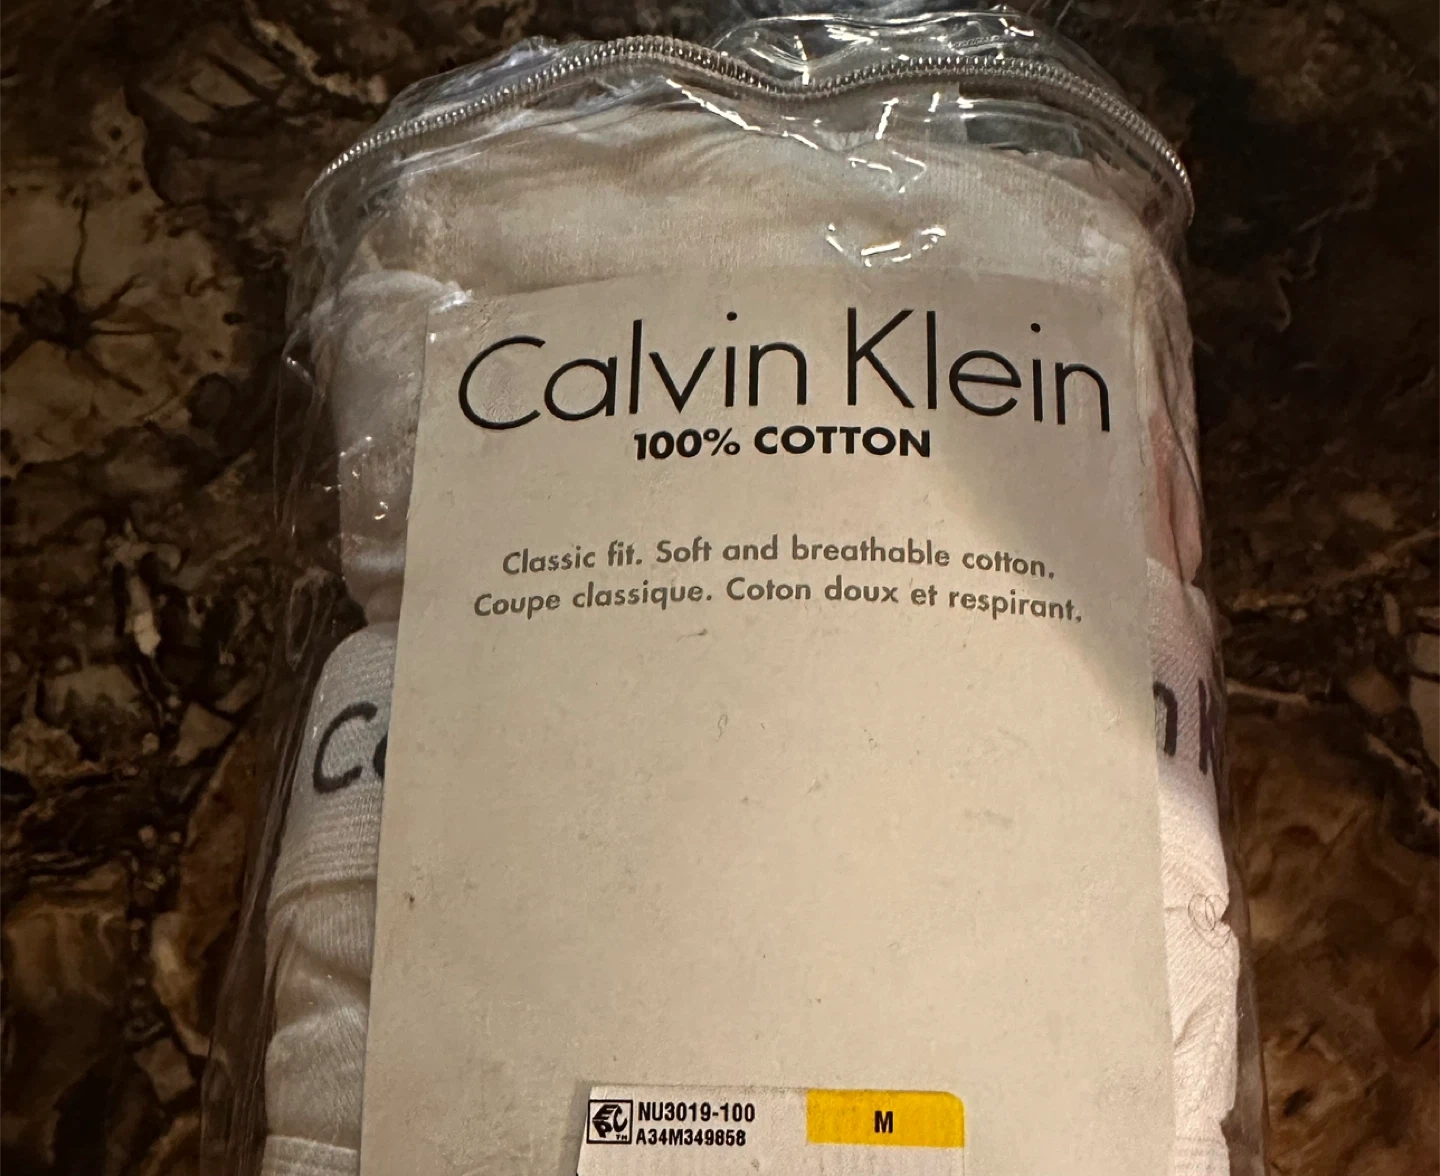 Calvin Klein
100% COTTON
Classic fit. Soft and breathable cotton.
Coupe classique. Coton doux et respirant.
C
n K
NU3019-100
A34M349858
M